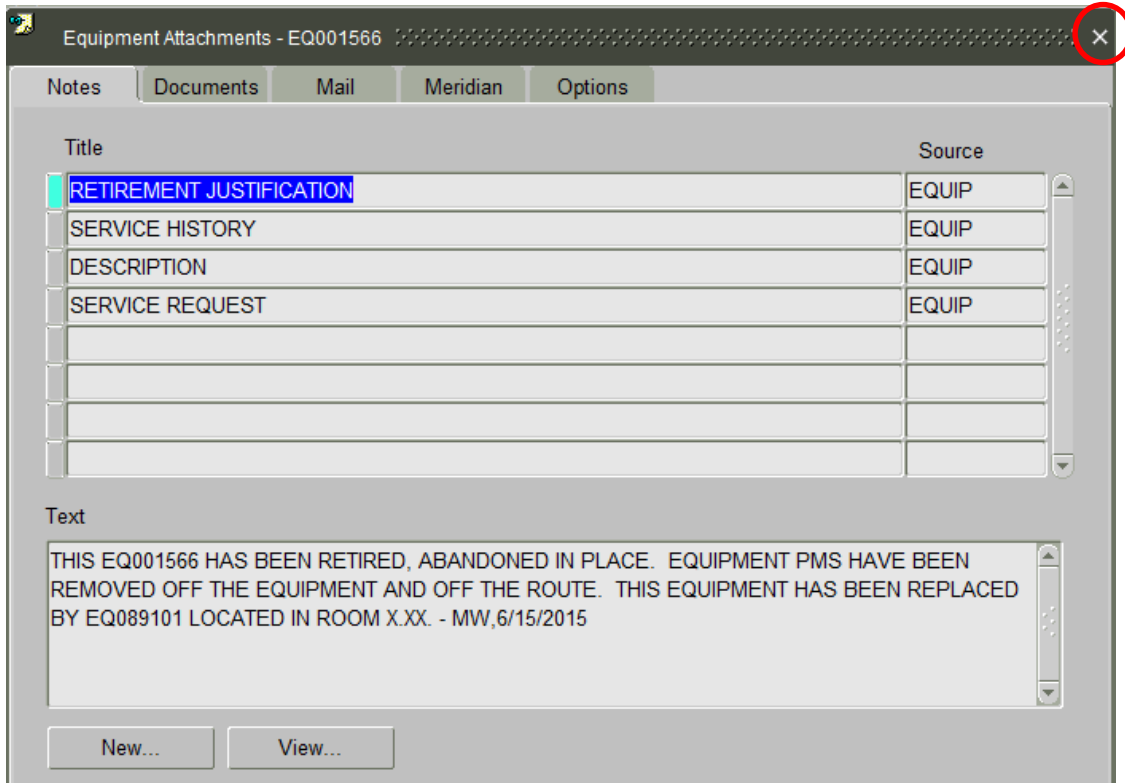 Equipment Attachments - EQ001566
Notes Documents Mail Meridian Options
Title Source
RETIREMENT JUSTIFICATION EQUIP
SERVICE HISTORY EQUIP
DESCRIPTION EQUIP
SERVICE REQUEST EQUIP
Text
THIS EQ001566 HAS BEEN RETIRED, ABANDONED IN PLACE.  EQUIPMENT PMS HAVE BEEN
REMOVED OFF THE EQUIPMENT AND OFF THE ROUTE.  THIS EQUIPMENT HAS BEEN REPLACED
BY EQ089101 LOCATED IN ROOM X.XX. - MW,6/15/2015
New... View...